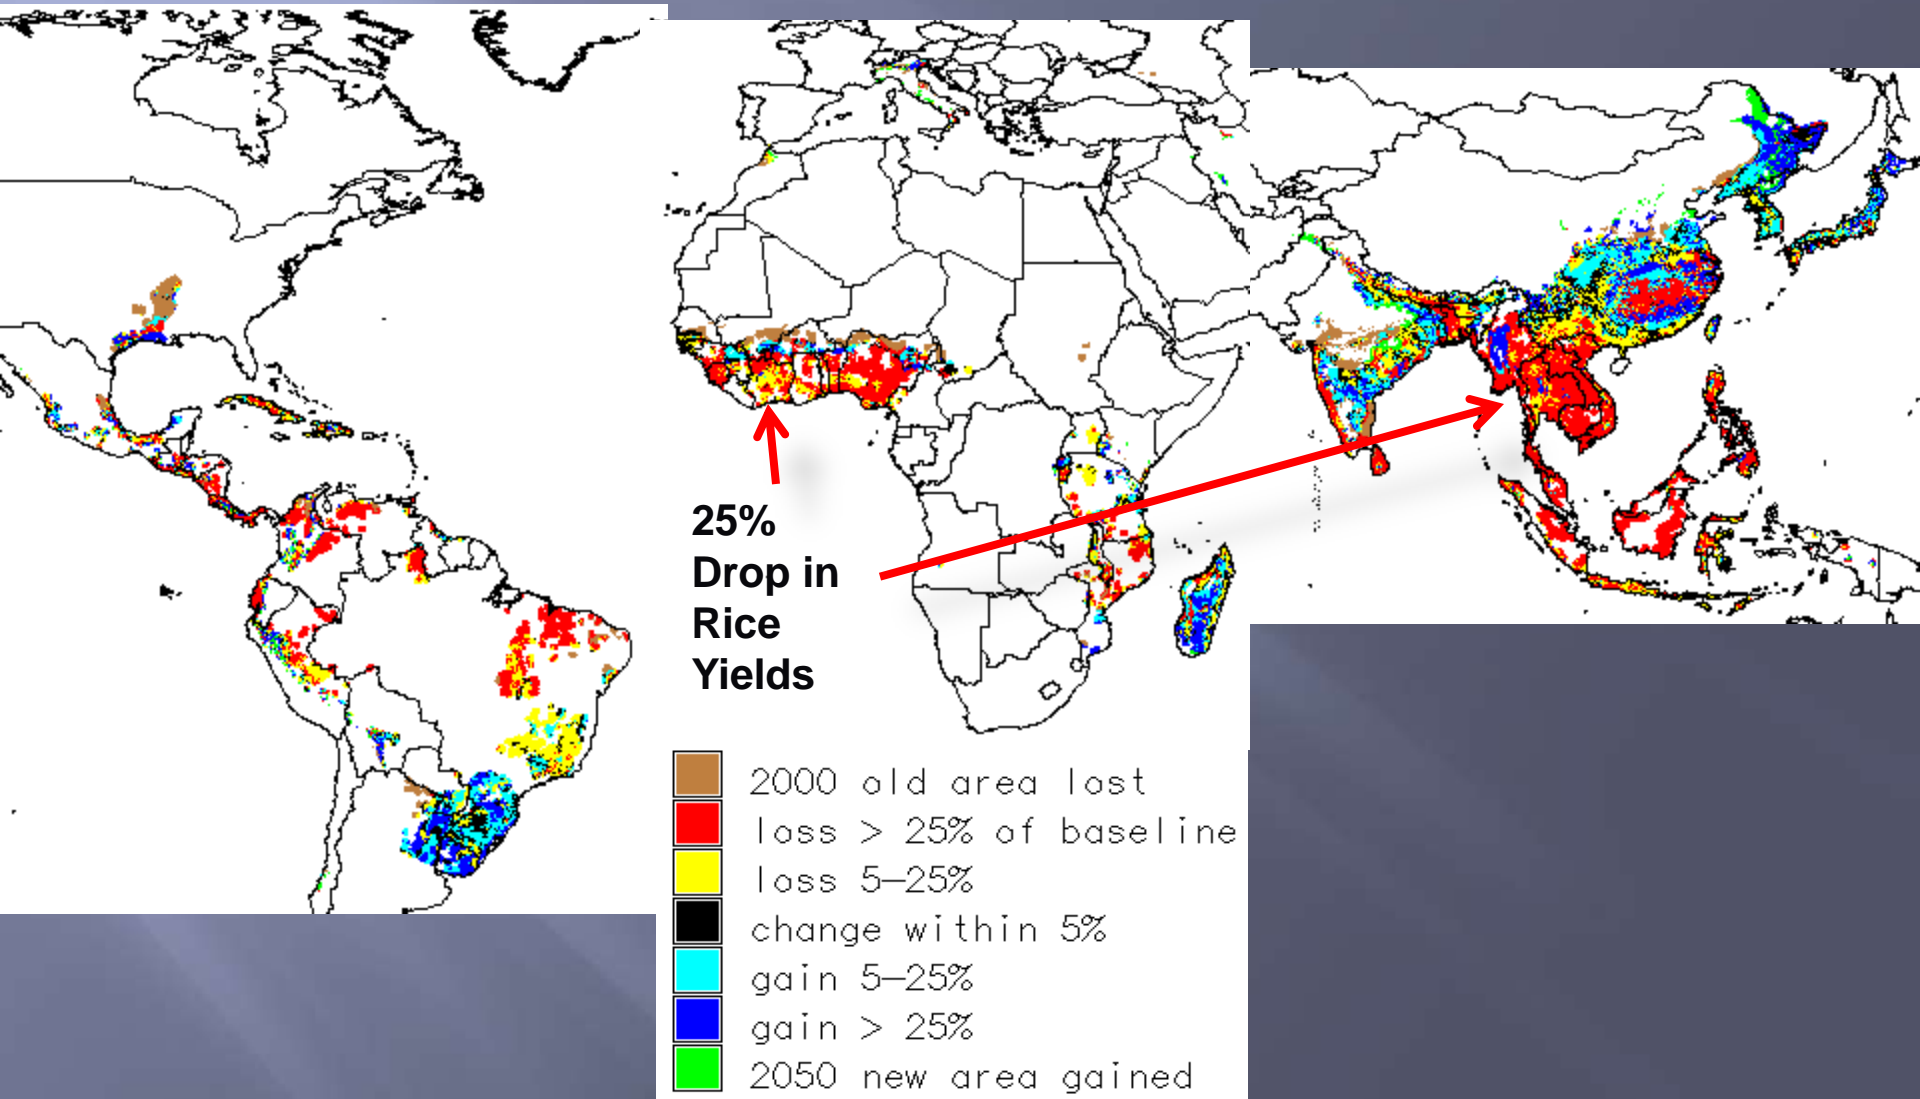 25%
Drop in
Rice
Yields
2000 old area lost
loss > 25% of baseline
loss 5–25%
change within 5%
gain 5–25%
gain > 25%
2050 new area gained